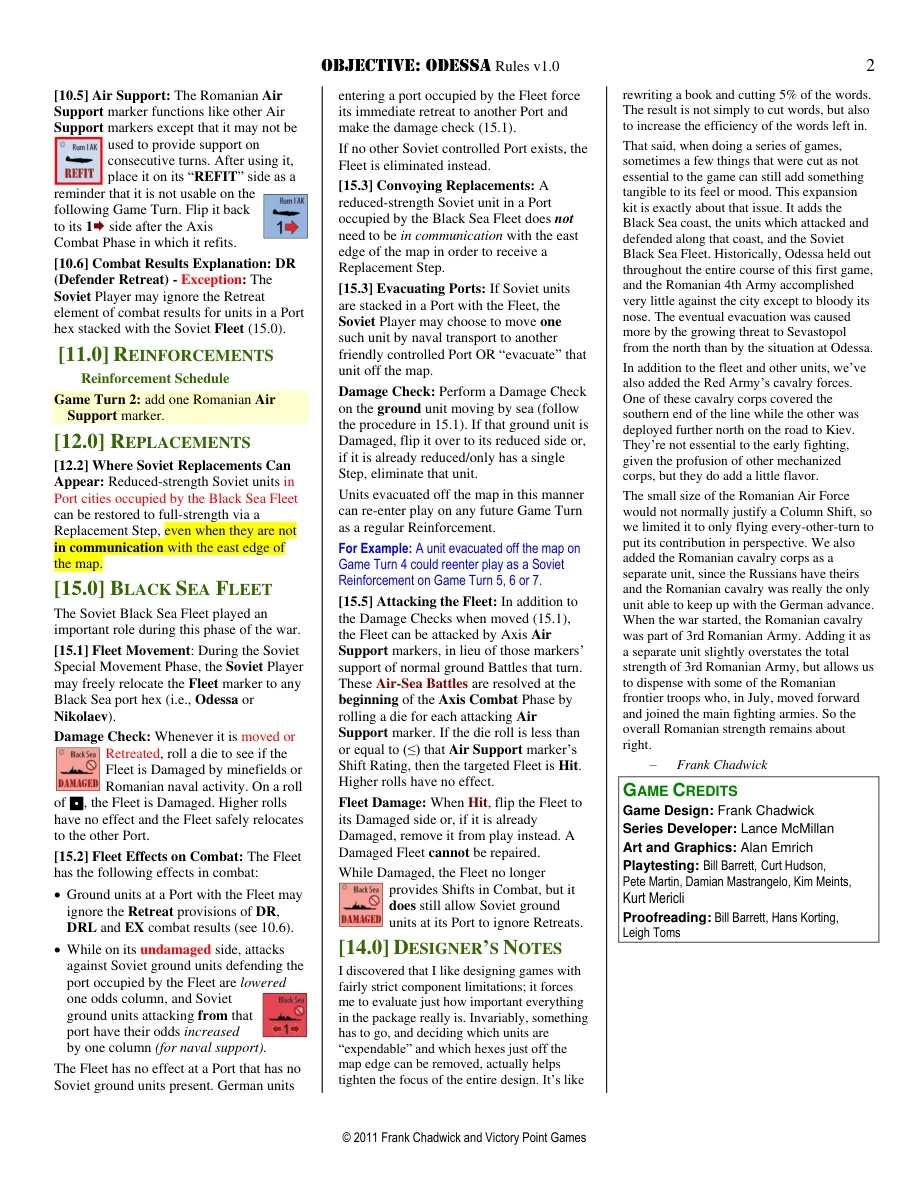 OBJECTIVE: ODESSA Rules v1.0
2
[10.5] Air Support: The Romanian Air
Support marker functions like other Air
Support markers except that it may not be
used to provide support on
consecutive turns. After using it,
place it on its “REFIT” side as a
reminder that it is not usable on the
following Game Turn. Flip it back
to its 1 side after the Axis
Combat Phase in which it refits.
Rum I AK
REFIT
Rum I AK
1
[10.6] Combat Results Explanation: DR
(Defender Retreat) - Exception: The
Soviet Player may ignore the Retreat
element of combat results for units in a Port
hex stacked with the Soviet Fleet (15.0).
[11.0] REINFORCEMENTS
Reinforcement Schedule
Game Turn 2: add one Romanian Air
Support marker.
[12.0] REPLACEMENTS
[12.2] Where Soviet Replacements Can
Appear: Reduced-strength Soviet units in
Port cities occupied by the Black Sea Fleet
can be restored to full-strength via a
Replacement Step, even when they are not
in communication with the east edge of
the map.
[15.0] BLACK SEA FLEET
The Soviet Black Sea Fleet played an
important role during this phase of the war.
[15.1] Fleet Movement: During the Soviet
Special Movement Phase, the Soviet Player
may freely relocate the Fleet marker to any
Black Sea port hex (i.e., Odessa or
Nikolaev).
Damage Check: Whenever it is moved or
Retreated, roll a die to see if the
Fleet is Damaged by minefields or
Romanian naval activity. On a roll
of ⚀, the Fleet is Damaged. Higher rolls
have no effect and the Fleet safely relocates
to the other Port.
Black Sea
DAMAGED
[15.2] Fleet Effects on Combat: The Fleet
has the following effects in combat:
• Ground units at a Port with the Fleet may
ignore the Retreat provisions of DR,
DRL and EX combat results (see 10.6).
• While on its undamaged side, attacks
against Soviet ground units defending the
port occupied by the Fleet are lowered
one odds column, and Soviet
ground units attacking from that
port have their odds increased
by one column (for naval support).
Black Sea
1
The Fleet has no effect at a Port that has no
Soviet ground units present. German units
entering a port occupied by the Fleet force
its immediate retreat to another Port and
make the damage check (15.1).
If no other Soviet controlled Port exists, the
Fleet is eliminated instead.
[15.3] Convoying Replacements: A
reduced-strength Soviet unit in a Port
occupied by the Black Sea Fleet does not
need to be in communication with the east
edge of the map in order to receive a
Replacement Step.
[15.3] Evacuating Ports: If Soviet units
are stacked in a Port with the Fleet, the
Soviet Player may choose to move one
such unit by naval transport to another
friendly controlled Port OR “evacuate” that
unit off the map.
Damage Check: Perform a Damage Check
on the ground unit moving by sea (follow
the procedure in 15.1). If that ground unit is
Damaged, flip it over to its reduced side or,
if it is already reduced/only has a single
Step, eliminate that unit.
Units evacuated off the map in this manner
can re-enter play on any future Game Turn
as a regular Reinforcement.
For Example: A unit evacuated off the map on
Game Turn 4 could reenter play as a Soviet
Reinforcement on Game Turn 5, 6 or 7.
[15.5] Attacking the Fleet: In addition to
the Damage Checks when moved (15.1),
the Fleet can be attacked by Axis Air
Support markers, in lieu of those markers’
support of normal ground Battles that turn.
These Air-Sea Battles are resolved at the
beginning of the Axis Combat Phase by
rolling a die for each attacking Air
Support marker. If the die roll is less than
or equal to (≤) that Air Support marker’s
Shift Rating, then the targeted Fleet is Hit.
Higher rolls have no effect.
Fleet Damage: When Hit, flip the Fleet to
its Damaged side or, if it is already
Damaged, remove it from play instead. A
Damaged Fleet cannot be repaired.
While Damaged, the Fleet no longer
provides Shifts in Combat, but it
does still allow Soviet ground
units at its Port to ignore Retreats.
Black Sea
DAMAGED
[14.0] DESIGNER’S NOTES
I discovered that I like designing games with
fairly strict component limitations; it forces
me to evaluate just how important everything
in the package really is. Invariably, something
has to go, and deciding which units are
“expendable” and which hexes just off the
map edge can be removed, actually helps
tighten the focus of the entire design. It’s like
rewriting a book and cutting 5% of the words.
The result is not simply to cut words, but also
to increase the efficiency of the words left in.
That said, when doing a series of games,
sometimes a few things that were cut as not
essential to the game can still add something
tangible to its feel or mood. This expansion
kit is exactly about that issue. It adds the
Black Sea coast, the units which attacked and
defended along that coast, and the Soviet
Black Sea Fleet. Historically, Odessa held out
throughout the entire course of this first game,
and the Romanian 4th Army accomplished
very little against the city except to bloody its
nose. The eventual evacuation was caused
more by the growing threat to Sevastopol
from the north than by the situation at Odessa.
In addition to the fleet and other units, we’ve
also added the Red Army’s cavalry forces.
One of these cavalry corps covered the
southern end of the line while the other was
deployed further north on the road to Kiev.
They’re not essential to the early fighting,
given the profusion of other mechanized
corps, but they do add a little flavor.
The small size of the Romanian Air Force
would not normally justify a Column Shift, so
we limited it to only flying every-other-turn to
put its contribution in perspective. We also
added the Romanian cavalry corps as a
separate unit, since the Russians have theirs
and the Romanian cavalry was really the only
unit able to keep up with the German advance.
When the war started, the Romanian cavalry
was part of 3rd Romanian Army. Adding it as
a separate unit slightly overstates the total
strength of 3rd Romanian Army, but allows us
to dispense with some of the Romanian
frontier troops who, in July, moved forward
and joined the main fighting armies. So the
overall Romanian strength remains about
right.
– Frank Chadwick
GAME CREDITS
Game Design: Frank Chadwick
Series Developer: Lance McMillan
Art and Graphics: Alan Emrich
Playtesting: Bill Barrett, Curt Hudson,
Pete Martin, Damian Mastrangelo, Kim Meints,
Kurt Mericli
Proofreading: Bill Barrett, Hans Korting,
Leigh Toms
© 2011 Frank Chadwick and Victory Point Games